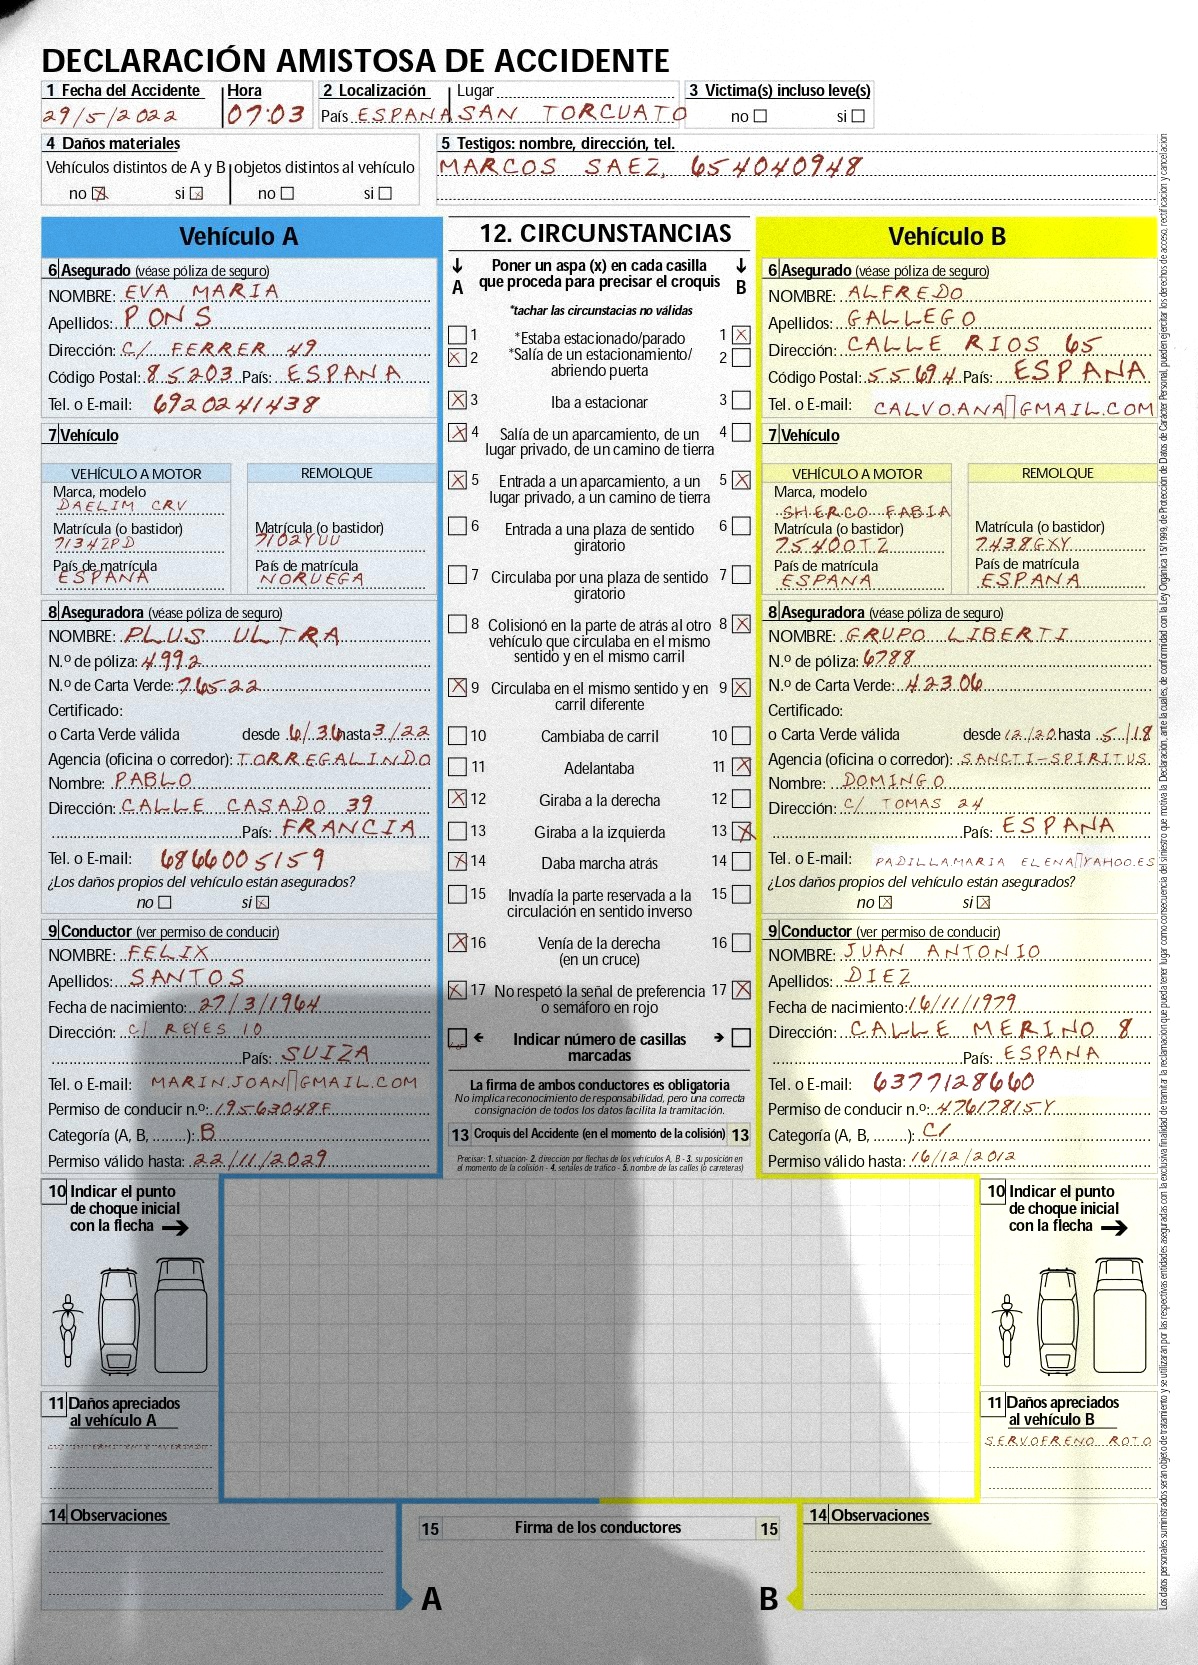 DECLARACIÓN AMISTOSA DE ACCIDENTE
1 Fecha del Accidente Hora 2 Localización Lugar 3 Victima(s) incluso leve(s)
29/5/2022 07:03 País ESPANA SAN TORCUATO no si
4 Daños materiales 5 Testigos: nombre, dirección, tel.
Vehículos distintos de A y B objetos distintos al vehículo MARCOS SAEZ, 654040948
no X si X no si
Vehículo A
6 Asegurado (véase póliza de seguro)
NOMBRE: EVA MARIA
Apellidos: PONS
Dirección: C/ FERRER 49
Código Postal: 85203 País: ESPANA
Tel. o E-mail: 6920241438
7 Vehículo
VEHÍCULO A MOTOR REMOLQUE
Marca, modelo
DAELIM CRV
Matrícula (o bastidor) Matrícula (o bastidor)
7134ZPD 7102YUU
País de matrícula País de matrícula
ESPANA NORUEGA
8 Aseguradora (véase póliza de seguro)
NOMBRE: PLUS ULTRA
N.º de póliza: 4992
N.º de Carta Verde: 76522
Certificado:
o Carta Verde válida desde 6/36 hasta 3/22
Agencia (oficina o corredor): TORREGALINDO
Nombre: PABLO
Dirección: CALLE CASADO 39
País: FRANCIA
Tel. o E-mail: 6866005159
¿Los daños propios del vehículo están asegurados?
no si X
9 Conductor (ver permiso de conducir)
NOMBRE: FELIX
Apellidos: SANTOS
Fecha de nacimiento: 27/3/1964
Dirección: C/ REYES 10
País: SUIZA
Tel. o E-mail: MARIN.JOAN▯GMAIL.COM
Permiso de conducir n.º: 19563048F
Categoría (A, B, ........): B
Permiso válido hasta: 22/11/2029
12. CIRCUNSTANCIAS
Poner un aspa (x) en cada casilla
A que proceda para precisar el croquis B
*tachar las circunstacias no válidas
1 *Estaba estacionado/parado 1 X
X 2 *Salía de un estacionamiento/ 2
abriendo puerta
X 3 Iba a estacionar 3
X 4 Salía de un aparcamiento, de un 4
lugar privado, de un camino de tierra
X 5 Entrada a un aparcamiento, a un 5 X
lugar privado, a un camino de tierra
6 Entrada a una plaza de sentido 6
giratorio
7 Circulaba por una plaza de sentido 7
giratorio
8 Colisionó en la parte de atrás al otro 8 X
vehículo que circulaba en el mismo
sentido y en el mismo carril
X 9 Circulaba en el mismo sentido y en 9 X
carril diferente
10 Cambiaba de carril 10
11 Adelantaba 11 X
X 12 Giraba a la derecha 12
13 Giraba a la izquierda 13 X
X 14 Daba marcha atrás 14
15 Invadía la parte reservada a la 15
circulación en sentido inverso
X 16 Venía de la derecha 16
(en un cruce)
X 17 No respetó la señal de preferencia 17 X
o semáforo en rojo
Indicar número de casillas
marcadas
La firma de ambos conductores es obligatoria
No implica reconocimiento de responsabilidad, pero una correcta
consignación de todos los datos facilita la tramitación.
13 Croquis del Accidente (en el momento de la colisión) 13
Precisar: 1. situación- 2. dirección por flechas de los vehículos A, B - 3. su posición en
el momento de la colisión - 4. señales de tráfico - 5. nombre de las calles (o carreteras)
Vehículo B
6 Asegurado (véase póliza de seguro)
NOMBRE: ALFREDO
Apellidos: GALLEGO
Dirección: CALLE RIOS 65
Código Postal: 55694 País: ESPANA
Tel. o E-mail: CALVO.ANA▯GMAIL.COM
7 Vehículo
VEHÍCULO A MOTOR REMOLQUE
Marca, modelo
SHERCO FABIA
Matrícula (o bastidor) Matrícula (o bastidor)
7540OTZ 7438GXY
País de matrícula País de matrícula
ESPANA ESPANA
8 Aseguradora (véase póliza de seguro)
NOMBRE: GRUPO LIBERTI
N.º de póliza: 6788
N.º de Carta Verde: 42306
Certificado:
o Carta Verde válida desde 12/20 hasta 5/18
Agencia (oficina o corredor): SANCTI-SPIRITUS
Nombre: DOMINGO
Dirección: C/ TOMAS 24
País: ESPANA
Tel. o E-mail: PADILLA.MARIA ELENA▯YAHOO.ES
¿Los daños propios del vehículo están asegurados?
no X si X
9 Conductor (ver permiso de conducir)
NOMBRE: JUAN ANTONIO
Apellidos: DIEZ
Fecha de nacimiento: 16/11/1979
Dirección: CALLE MERINO 8
País: ESPANA
Tel. o E-mail: 6377128660
Permiso de conducir n.º: 47617815Y
Categoría (A, B, ........): C1
Permiso válido hasta: 16/12/2012
10 Indicar el punto
de choque inicial
con la flecha
11 Daños apreciados
al vehículo A
10 Indicar el punto
de choque inicial
con la flecha
11 Daños apreciados
al vehículo B
SERVOFRENO ROTO
14 Observaciones
15 Firma de los conductores 15
A B
14 Observaciones
Los datos personales suministrados serán objeto de tratamiento y se utilizarán por las respectivas entidades aseguradas con la exclusiva finalidad de tramitar la reclamación que pueda tener lugar como consecuencia del siniestro que motiva la Declaración, ante la cuales, de conformidad con la Ley Orgánica 15/1999, de Protección de Datos de Carácter Personal, pueden ejercitar los derechos de acceso, rectificación y cancelación